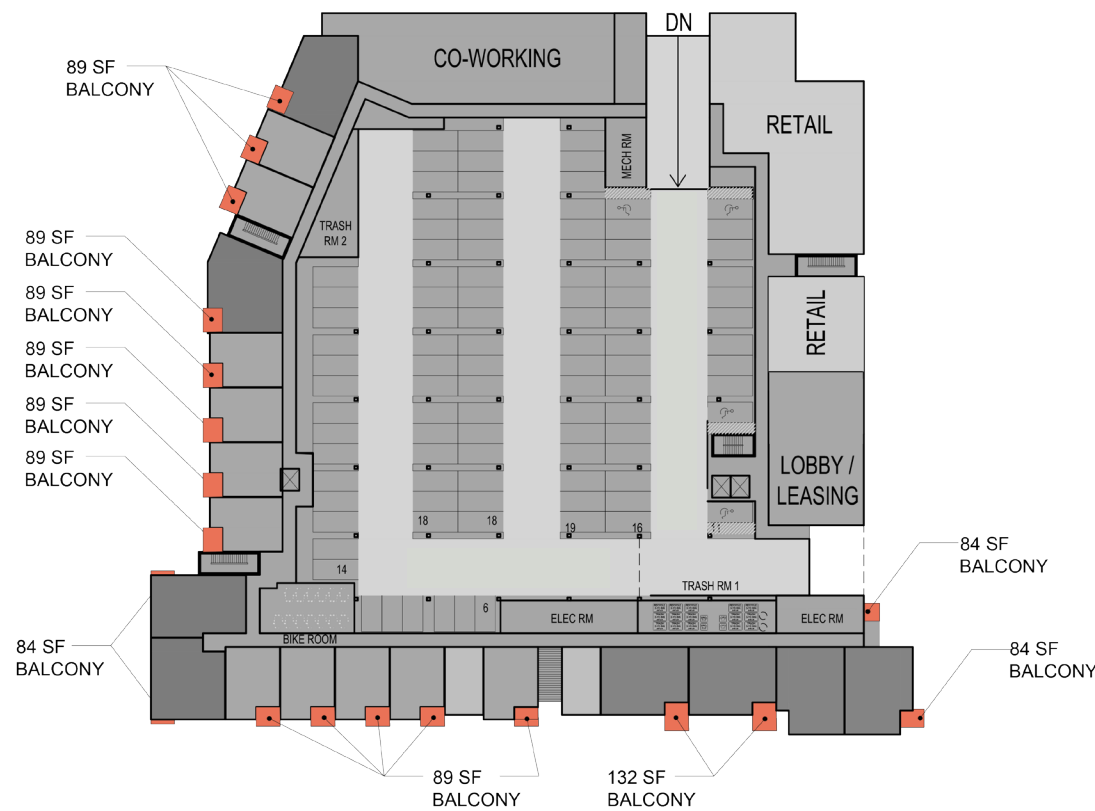 DN
CO-WORKING
89 SF
BALCONY
RETAIL
MECH RM
TRASH
RM 2
89 SF
BALCONY
89 SF
BALCONY
RETAIL
89 SF
BALCONY
89 SF
BALCONY
89 SF
BALCONY
LOBBY /
LEASING
18
18
19
16
14
84 SF
BALCONY
TRASH RM 1
6
ELEC RM
ELEC RM
BIKE ROOM
84 SF
BALCONY
84 SF
BALCONY
89 SF
BALCONY
132 SF
BALCONY